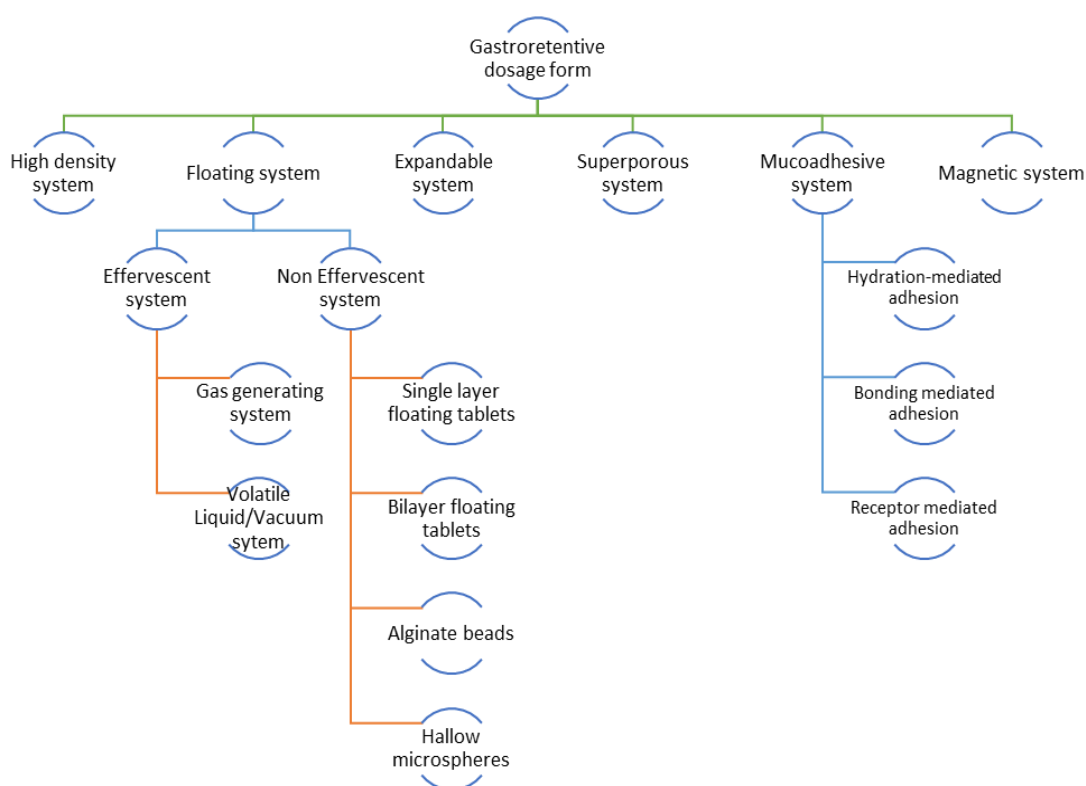 Gastroretentive
dosage form
High density
system
Floating system
Expandable
system
Superporous
system
Mucoadhesive
system
Magnetic system
Effervescent
system
Non Effervescent
system
Hydration-mediated
adhesion
Gas generating
system
Single layer
floating tablets
Bonding mediated
adhesion
Volatile
Liquid/Vacuum
sytem
Bilayer floating
tablets
Receptor mediated
adhesion
Alginate beads
Hallow
microspheres